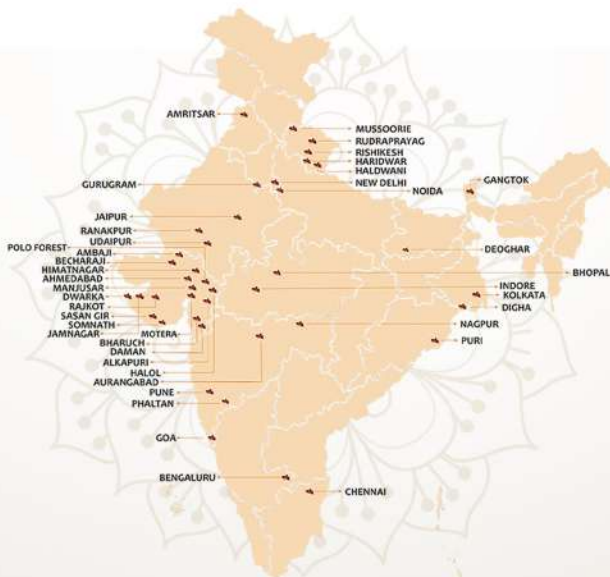 AMRITSAR
MUSSOORIE
RUDRAPRAYAG
RISHIKESH
HARIDWAR
HALDWANI
GURUGRAM
NEW DELHI
NOIDA
GANGTOK
JAIPUR
RANAKPUR
UDAIPUR
POLO FOREST
AMBAJI
BECHARAJI
HIMATNAGAR
AHMEDABAD
MANJUSAR
DWARKA
RAJKOT
SASAN GIR
SOMNATH
JAMNAGAR
MOTERA
BHARUCH
DAMAN
ALKAPURI
HALOL
AURANGABAD
PUNE
PHALTAN
GOA
BENGALURU
CHENNAI
DEOGHAR
BHOPAL
INDORE
KOLKATA
DIGHA
NAGPUR
PURI